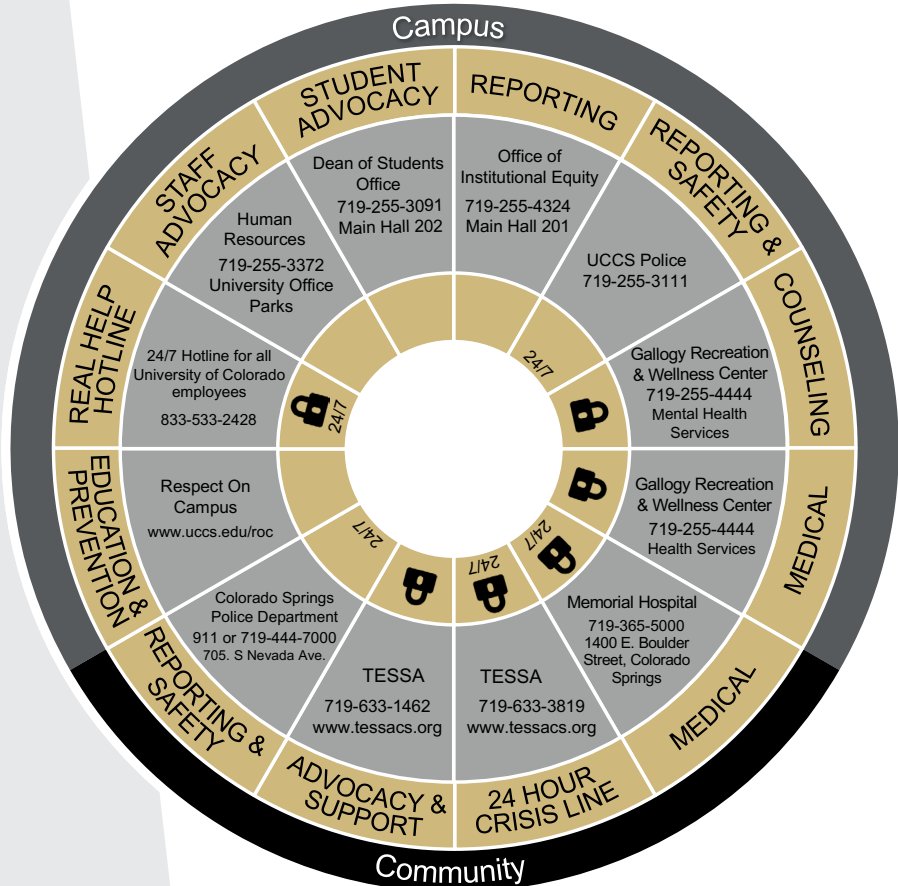 Campus
STUDENT
ADVOCACY
Dean of Students
Office
719-255-3091
Main Hall 202
REPORTING
Office of
Institutional Equity
719-255-4324
Main Hall 201
REPORTING &
SAFETY
UCCS Police
719-255-3111
24/7
COUNSELING
Gallogy Recreation
& Wellness Center
719-255-4444
Mental Health
Services
MEDICAL
Gallogy Recreation
& Wellness Center
719-255-4444
Health Services
MEDICAL
Memorial Hospital
719-365-5000
1400 E. Boulder
Street, Colorado
Springs
24/7
24 HOUR
CRISIS LINE
TESSA
719-633-3819
www.tessacs.org
24/7
ADVOCACY &
SUPPORT
TESSA
719-633-1462
www.tessacs.org
REPORTING &
SAFETY
Colorado Springs
Police Department
911 or 719-444-7000
705. S Nevada Ave.
24/7
EDUCATION &
PREVENTION
Respect On
Campus
www.uccs.edu/roc
REAL HELP
HOTLINE
24/7 Hotline for all
University of Colorado
employees
833-533-2428
24/7
STAFF
ADVOCACY
Human
Resources
719-255-3372
University Office
Parks
Community